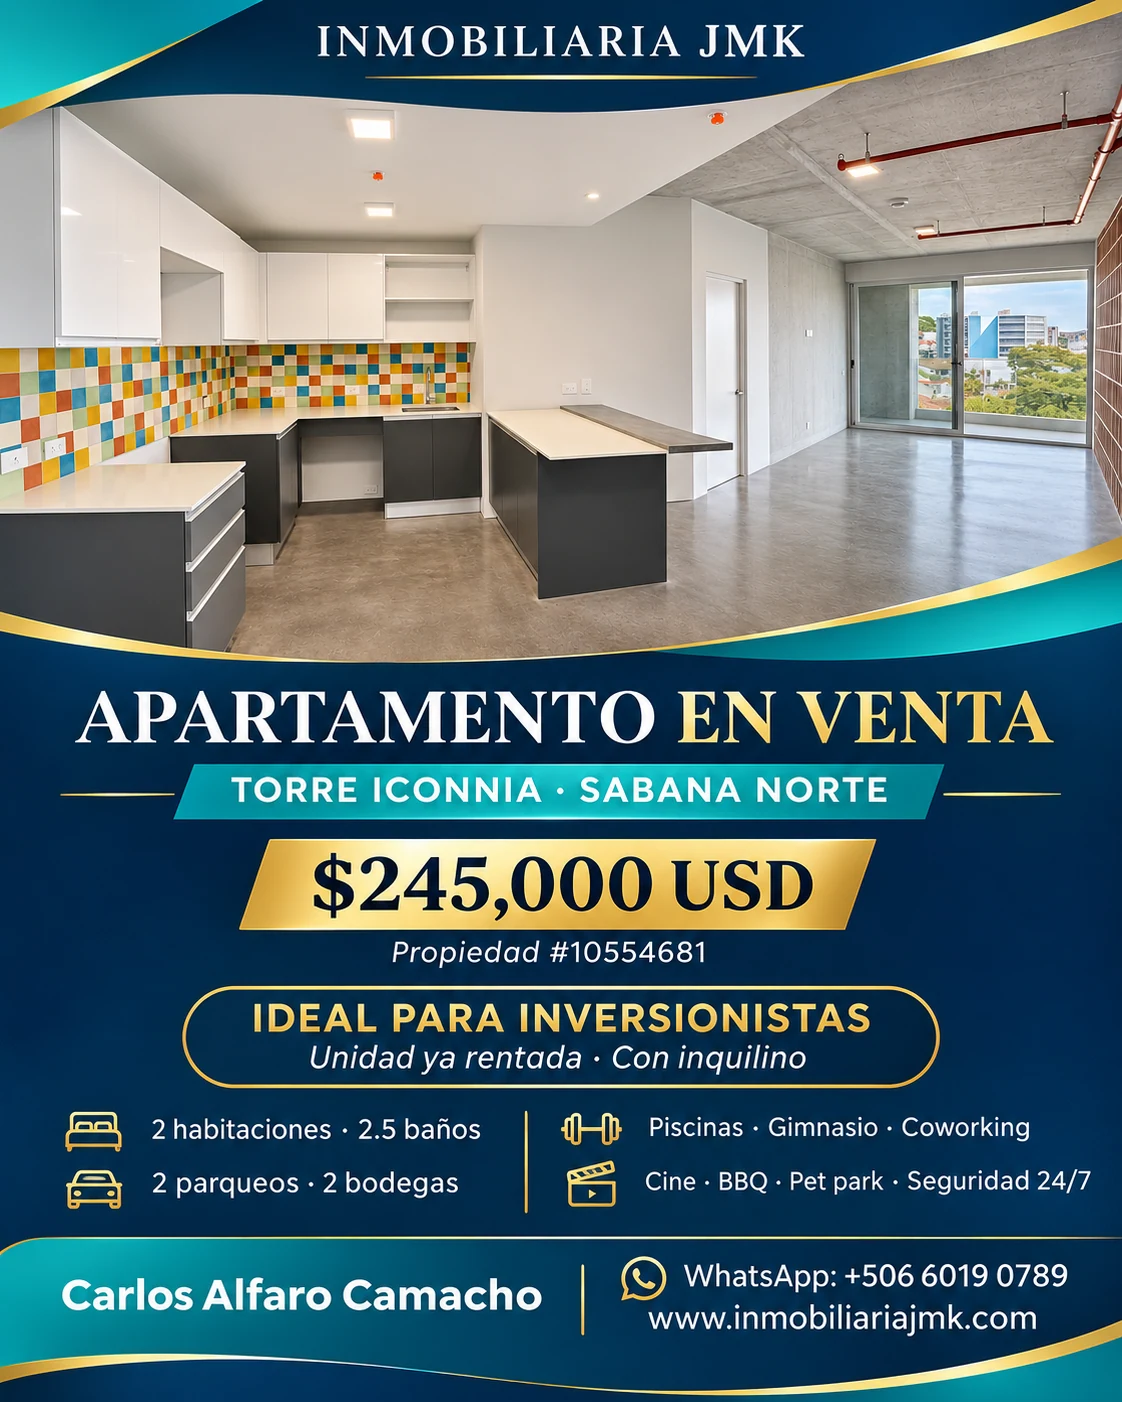 INMOBILIARIA JMK
APARTAMENTO EN VENTA
TORRE ICONNIA · SABANA NORTE
$245,000 USD
Propiedad #10554681
IDEAL PARA INVERSIONISTAS
Unidad ya rentada · Con inquilino
2 habitaciones · 2.5 baños
2 parqueos · 2 bodegas
Piscinas · Gimnasio · Coworking
Cine · BBQ · Pet park · Seguridad 24/7
Carlos Alfaro Camacho
WhatsApp: +506 6019 0789
www.inmobiliariajmk.com